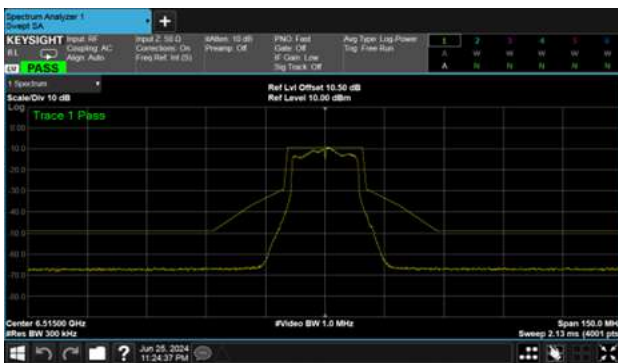 Spectrum Analyzer 1
Swept SA
+
KEYSIGHT Input: RF Input Z: 50 Ω #Atten: 10 dB PNO: Fast Avg Type: Log-Power 1 2 3 4 5 6
RL Coupling: AC Corrections: On Preamp: Off Gate: Off Trig: Free Run A W W W W W
Align: Auto Freq Ref: Int (S) IF Gain: Low
PASS Sig Track: Off A N N N N N
1 Spectrum
Scale/Div 10 dB
Ref Lvl Offset 10.50 dB
Ref Level 10.00 dBm
Log
Trace 1 Pass
0.00
-10.0
-20.0
-30.0
-40.0
-50.0
-60.0
-70.0
-80.0
Center 6.51500 GHz #Video BW 1.0 MHz Span 150.0 MH
#Res BW 300 kHz Sweep 2.13 ms (4001 pts
? Jun 25, 2024
11:24:37 PM